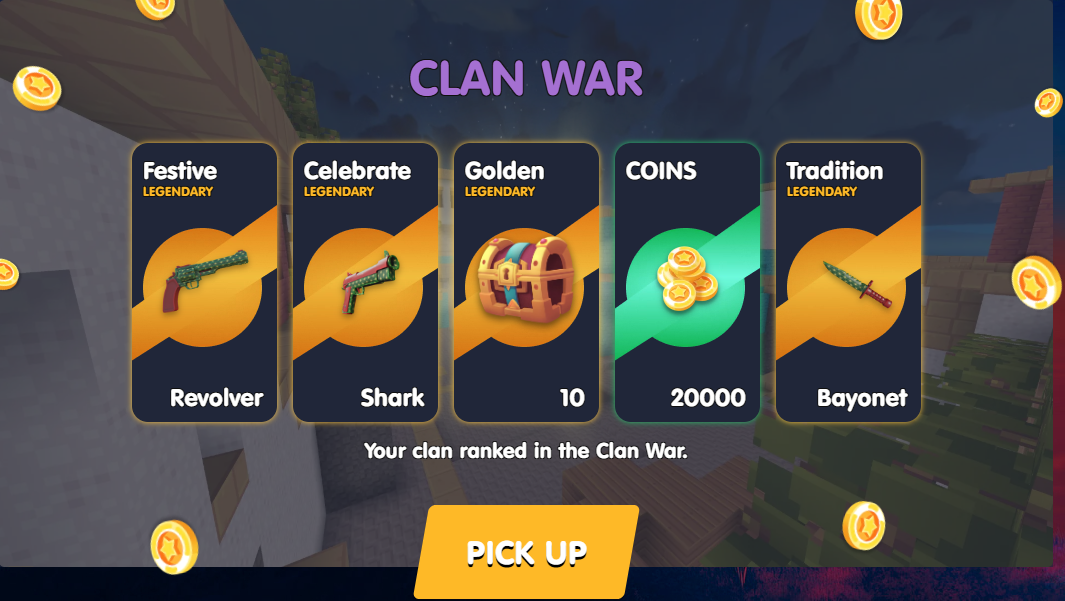 CLAN WAR
Festive
LEGENDARY
Revolver
Celebrate
LEGENDARY
Shark
Golden
LEGENDARY
10
COINS
20000
Tradition
LEGENDARY
Bayonet
Your clan ranked in the Clan War.
PICK UP